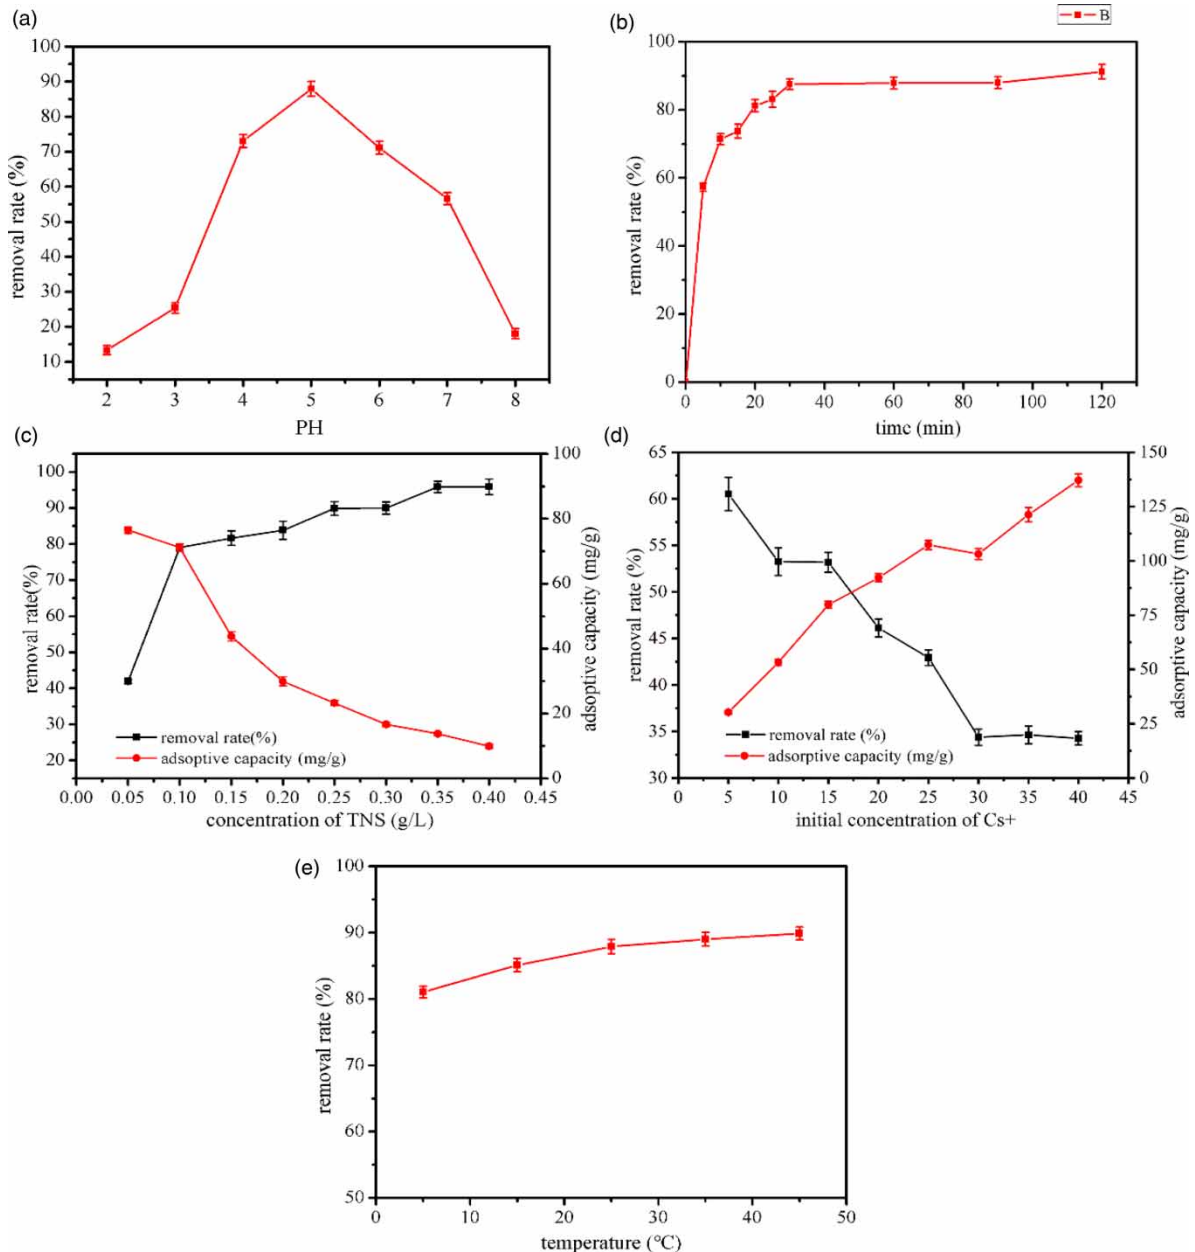 (a)
100
90
80
70
60
50
40
30
20
10
removal rate (%)
2 3 4 5 6 7 8
PH
(b)
B
100
80
60
40
20
0
removal rate (%)
0 20 40 60 80 100 120
time (min)
(c)
100
90
80
70
60
50
40
30
20
removal rate(%)
100
80
60
40
20
0
adsoptive capacity (mg/g)
removal rate(%)
adsoptive capacity (mg/g)
0.00 0.05 0.10 0.15 0.20 0.25 0.30 0.35 0.40 0.45
concentration of TNS (g/L)
(d)
65
60
55
50
45
40
35
30
removal rate (%)
150
125
100
75
50
25
0
adsorptive capacity (mg/g)
removal rate (%)
adsorptive capacity (mg/g)
0 5 10 15 20 25 30 35 40 45
initial concentration of Cs+
(e)
100
90
80
70
60
50
removal rate (%)
0 10 20 30 40 50
temperature (°C)